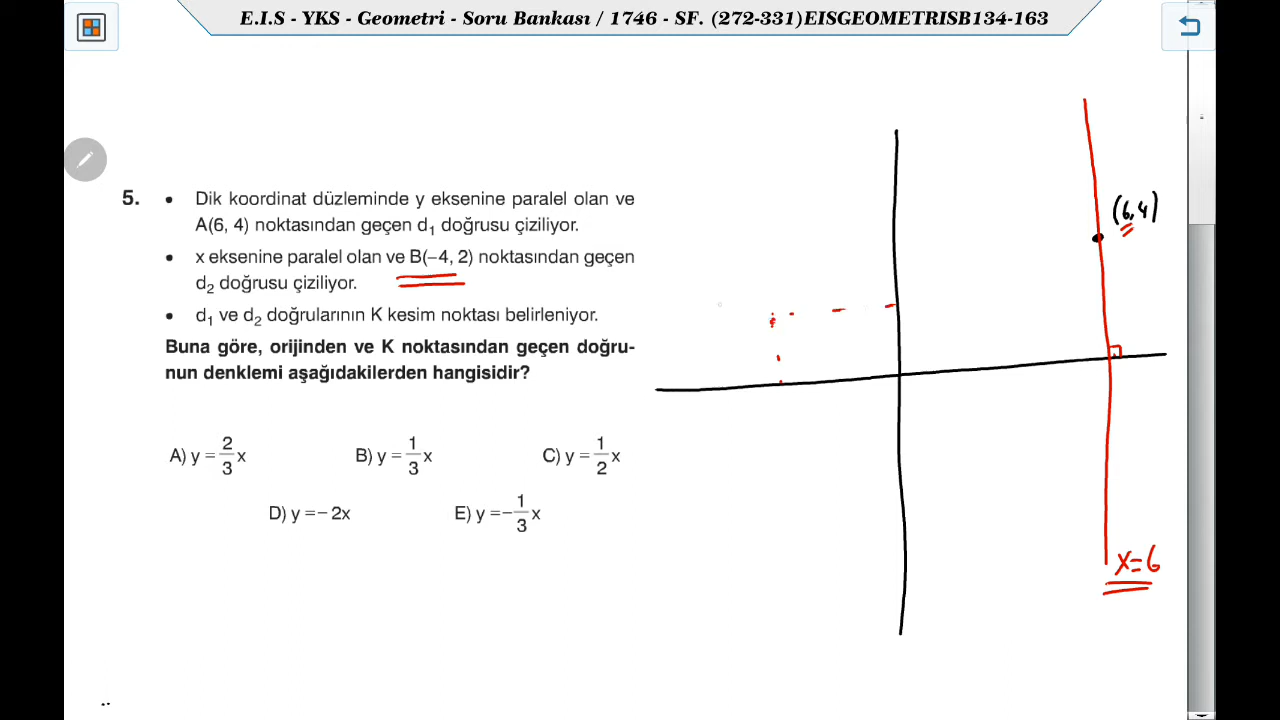 E.I.S - YKS - Geometri - Soru Bankası / 1746 - SF. (272-331)EISGEOMETRISB134-163
5. • Dik koordinat düzleminde y eksenine paralel olan ve
A(6, 4) noktasından geçen d₁ doğrusu çiziliyor.
• x eksenine paralel olan ve B(−4, 2) noktasından geçen
d₂ doğrusu çiziliyor.
• d₁ ve d₂ doğrularının K kesim noktası belirleniyor.
Buna göre, orijinden ve K noktasından geçen doğru-
nun denklemi aşağıdakilerden hangisidir?
A) y = 2/3 x B) y = 1/3 x C) y = 1/2 x
D) y = − 2x E) y = − 1/3 x
(6,4)
x=6